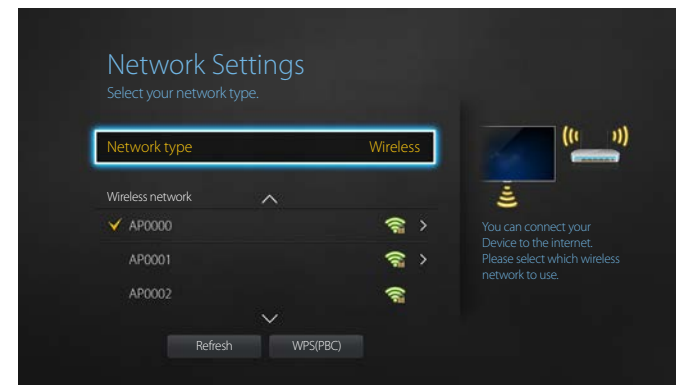 Network Settings
Select your network type.
Network type Wireless
Wireless network
AP0000
AP0001
AP0002
Refresh WPS(PBC)
You can connect your
Device to the internet.
Please select which wireless
network to use.